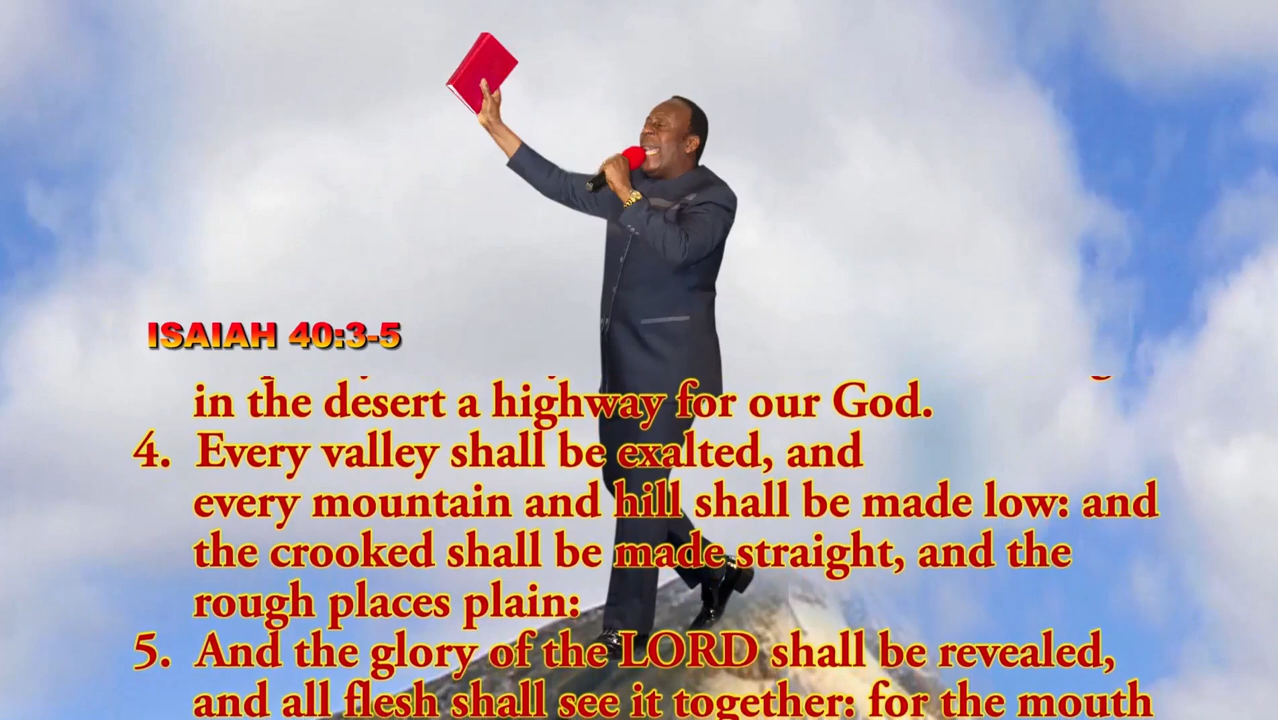 ISAIAH 40:3-5
in the desert a highway for our God.
4. Every valley shall be exalted, and
every mountain and hill shall be made low: and
the crooked shall be made straight, and the
rough places plain:
5. And the glory of the LORD shall be revealed,
and all flesh shall see it together: for the mouth